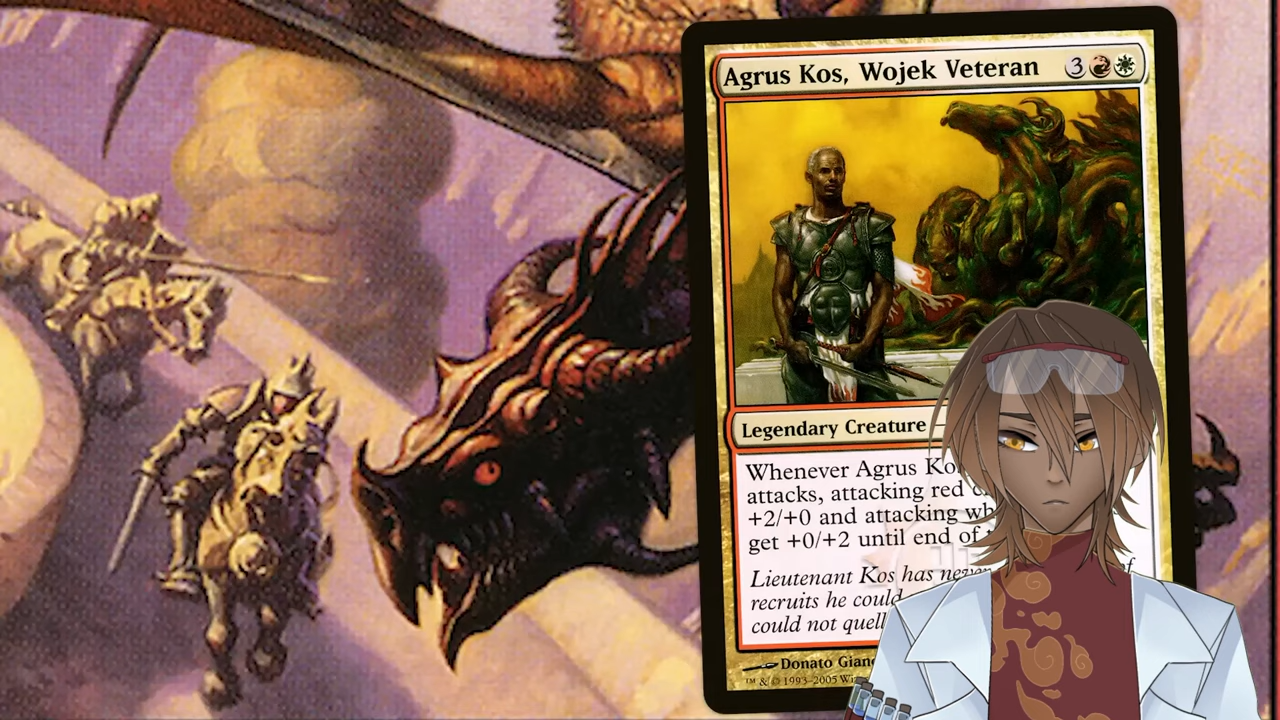 Agrus Kos, Wojek Veteran 3
Legendary Creature —
Whenever Agrus Ko
attacks, attacking red c
+2/+0 and attacking wh
get +0/+2 until end of
Lieutenant Kos has never of
recruits he could
could not quell
Donato Gian
™ & © 1993-2005 Wi